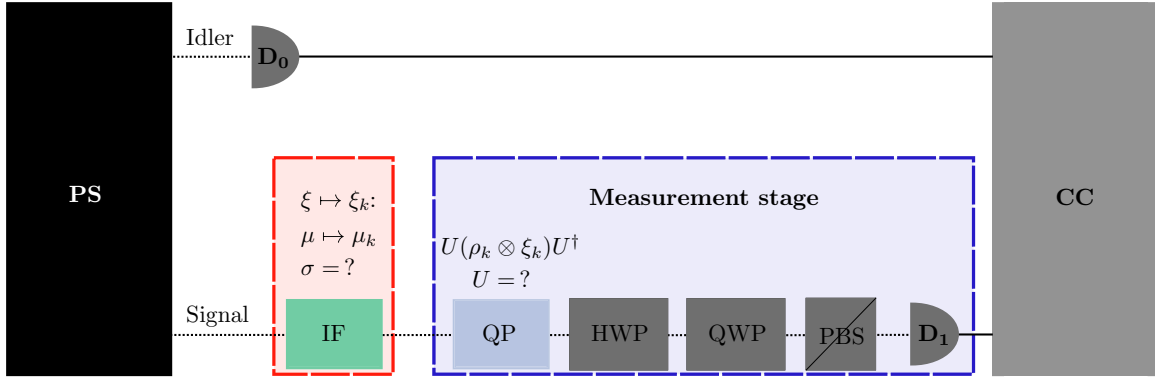 Idler
D₀
PS
CC
ξ ↦ ξₖ:
μ ↦ μₖ
σ = ?
Measurement stage
U(ρₖ ⊗ ξₖ)U†
U = ?
Signal
IF
QP
HWP
QWP
PBS
D₁